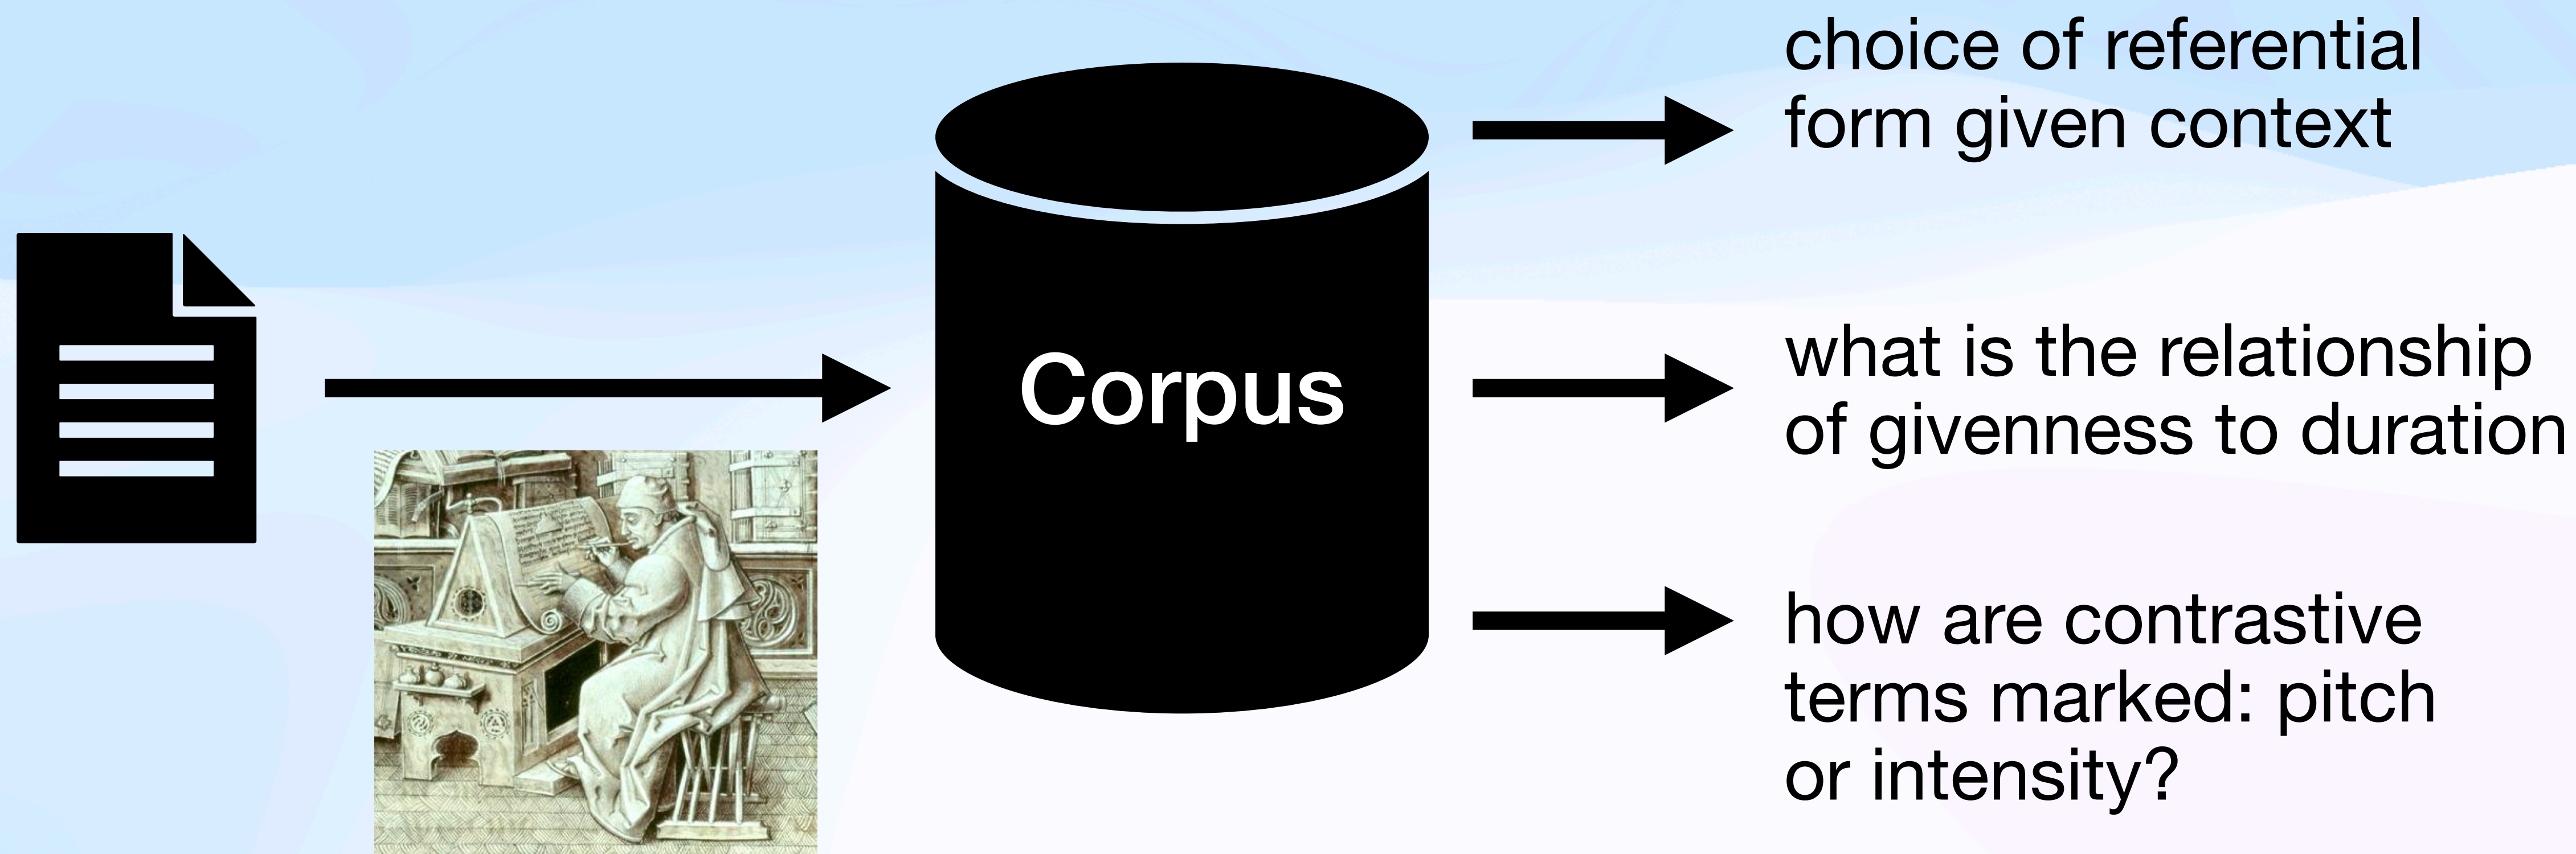 Corpus
choice of referential
form given context
what is the relationship
of givenness to duration
how are contrastive
terms marked: pitch
or intensity?